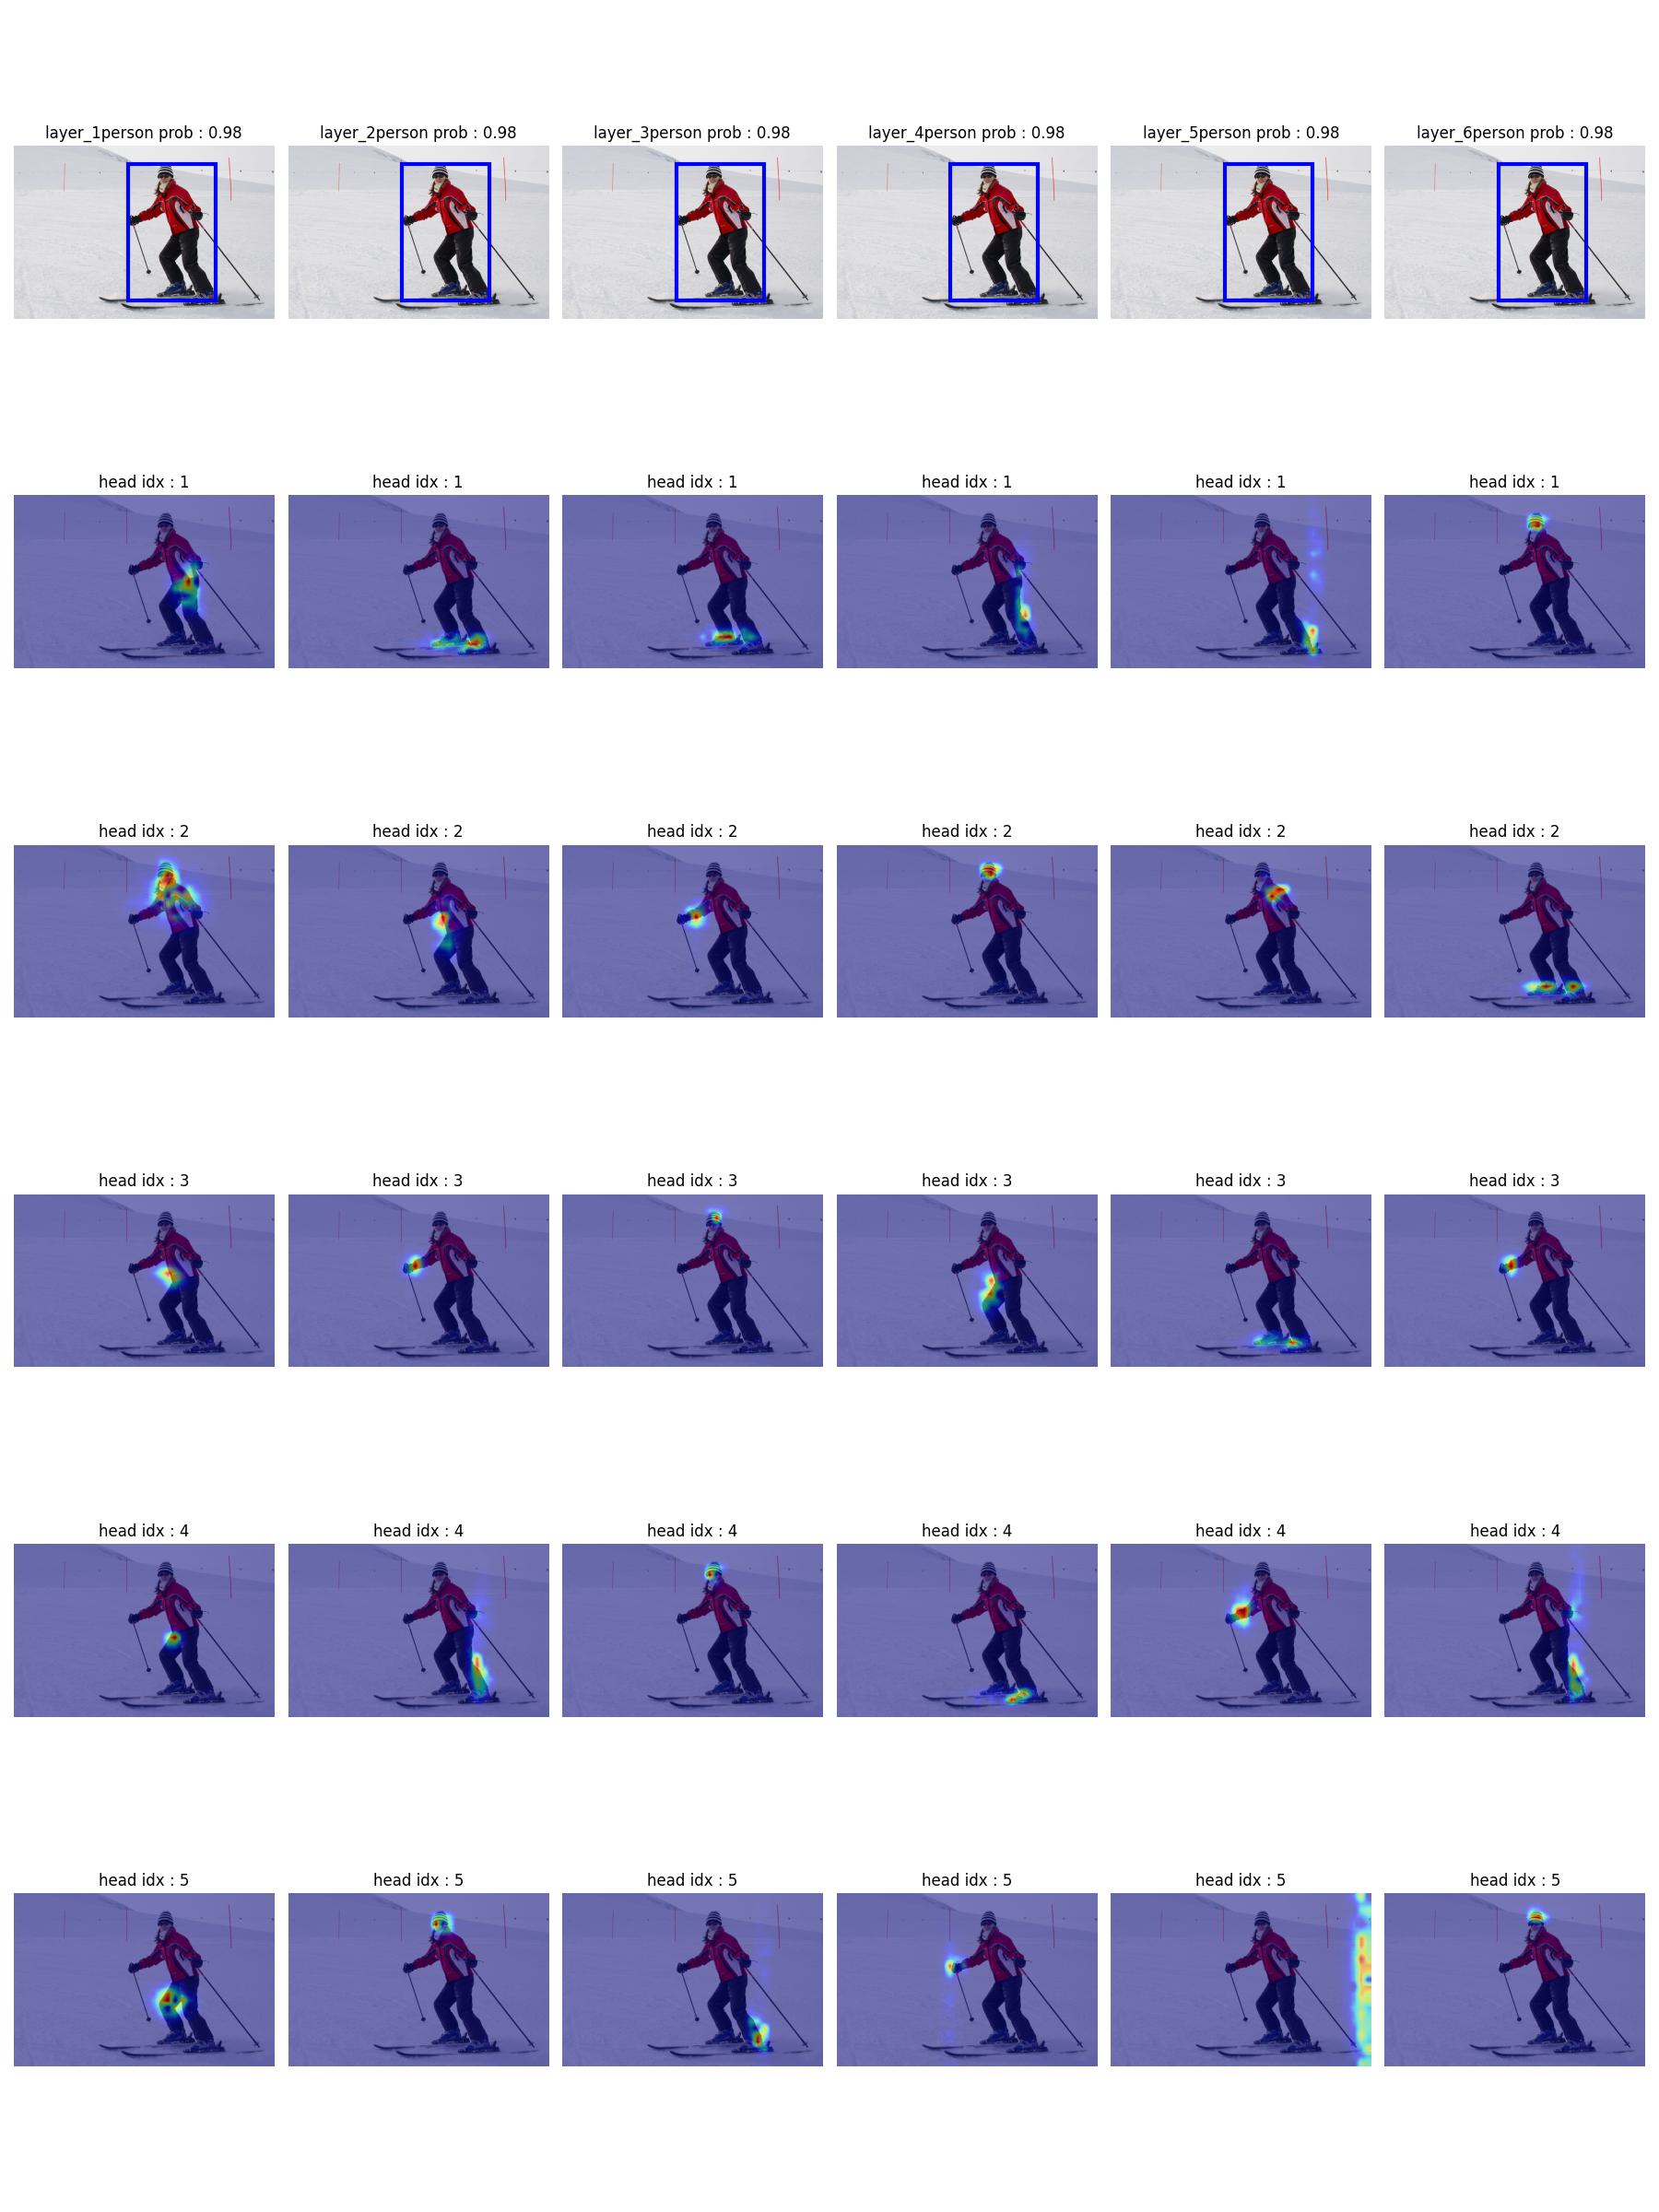 layer_1person prob : 0.98 layer_2person prob : 0.98 layer_3person prob : 0.98 layer_4person prob : 0.98 layer_5person prob : 0.98 layer_6person prob : 0.98
head idx : 1 head idx : 1 head idx : 1 head idx : 1 head idx : 1 head idx : 1
head idx : 2 head idx : 2 head idx : 2 head idx : 2 head idx : 2 head idx : 2
head idx : 3 head idx : 3 head idx : 3 head idx : 3 head idx : 3 head idx : 3
head idx : 4 head idx : 4 head idx : 4 head idx : 4 head idx : 4 head idx : 4
head idx : 5 head idx : 5 head idx : 5 head idx : 5 head idx : 5 head idx : 5